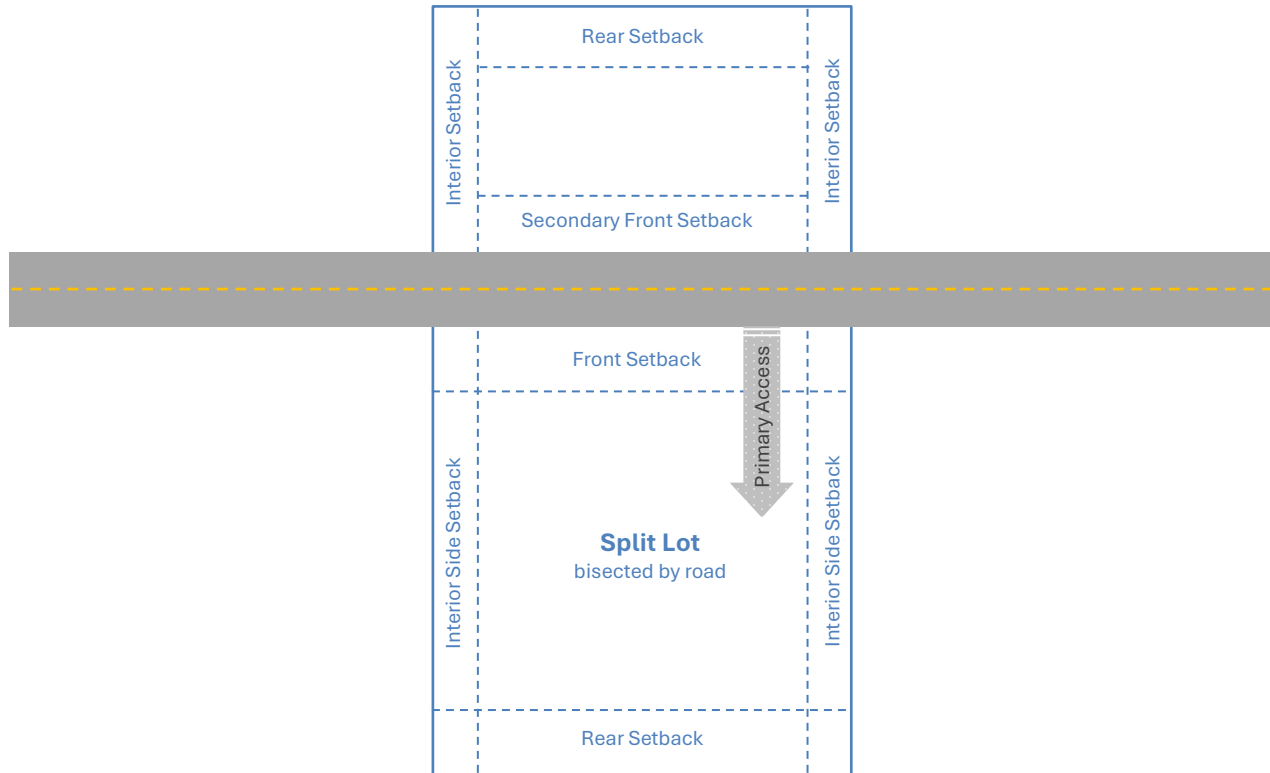 Rear Setback
Interior Setback
Interior Setback
Secondary Front Setback
Front Setback
Primary Access
Interior Side Setback
Interior Side Setback
Split Lot
bisected by road
Rear Setback